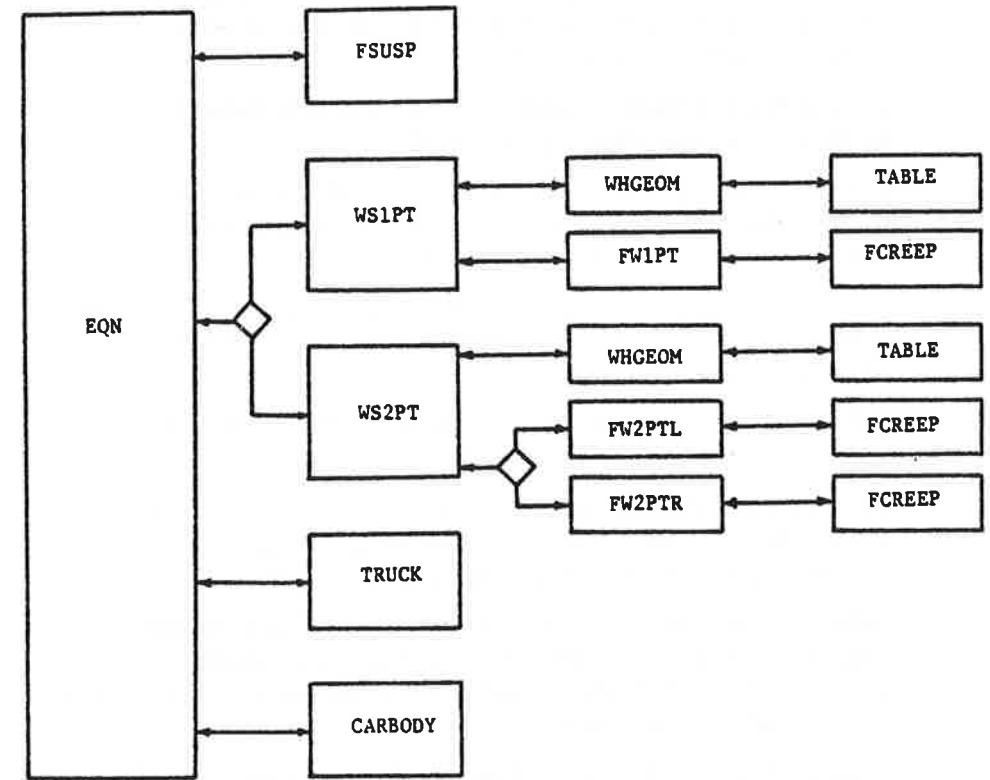 FSUSP
WS1PT
WHGEOM
TABLE
FW1PT
FCREEP
EQN
WS2PT
WHGEOM
TABLE
FW2PTL
FCREEP
FW2PTR
FCREEP
TRUCK
CARBODY